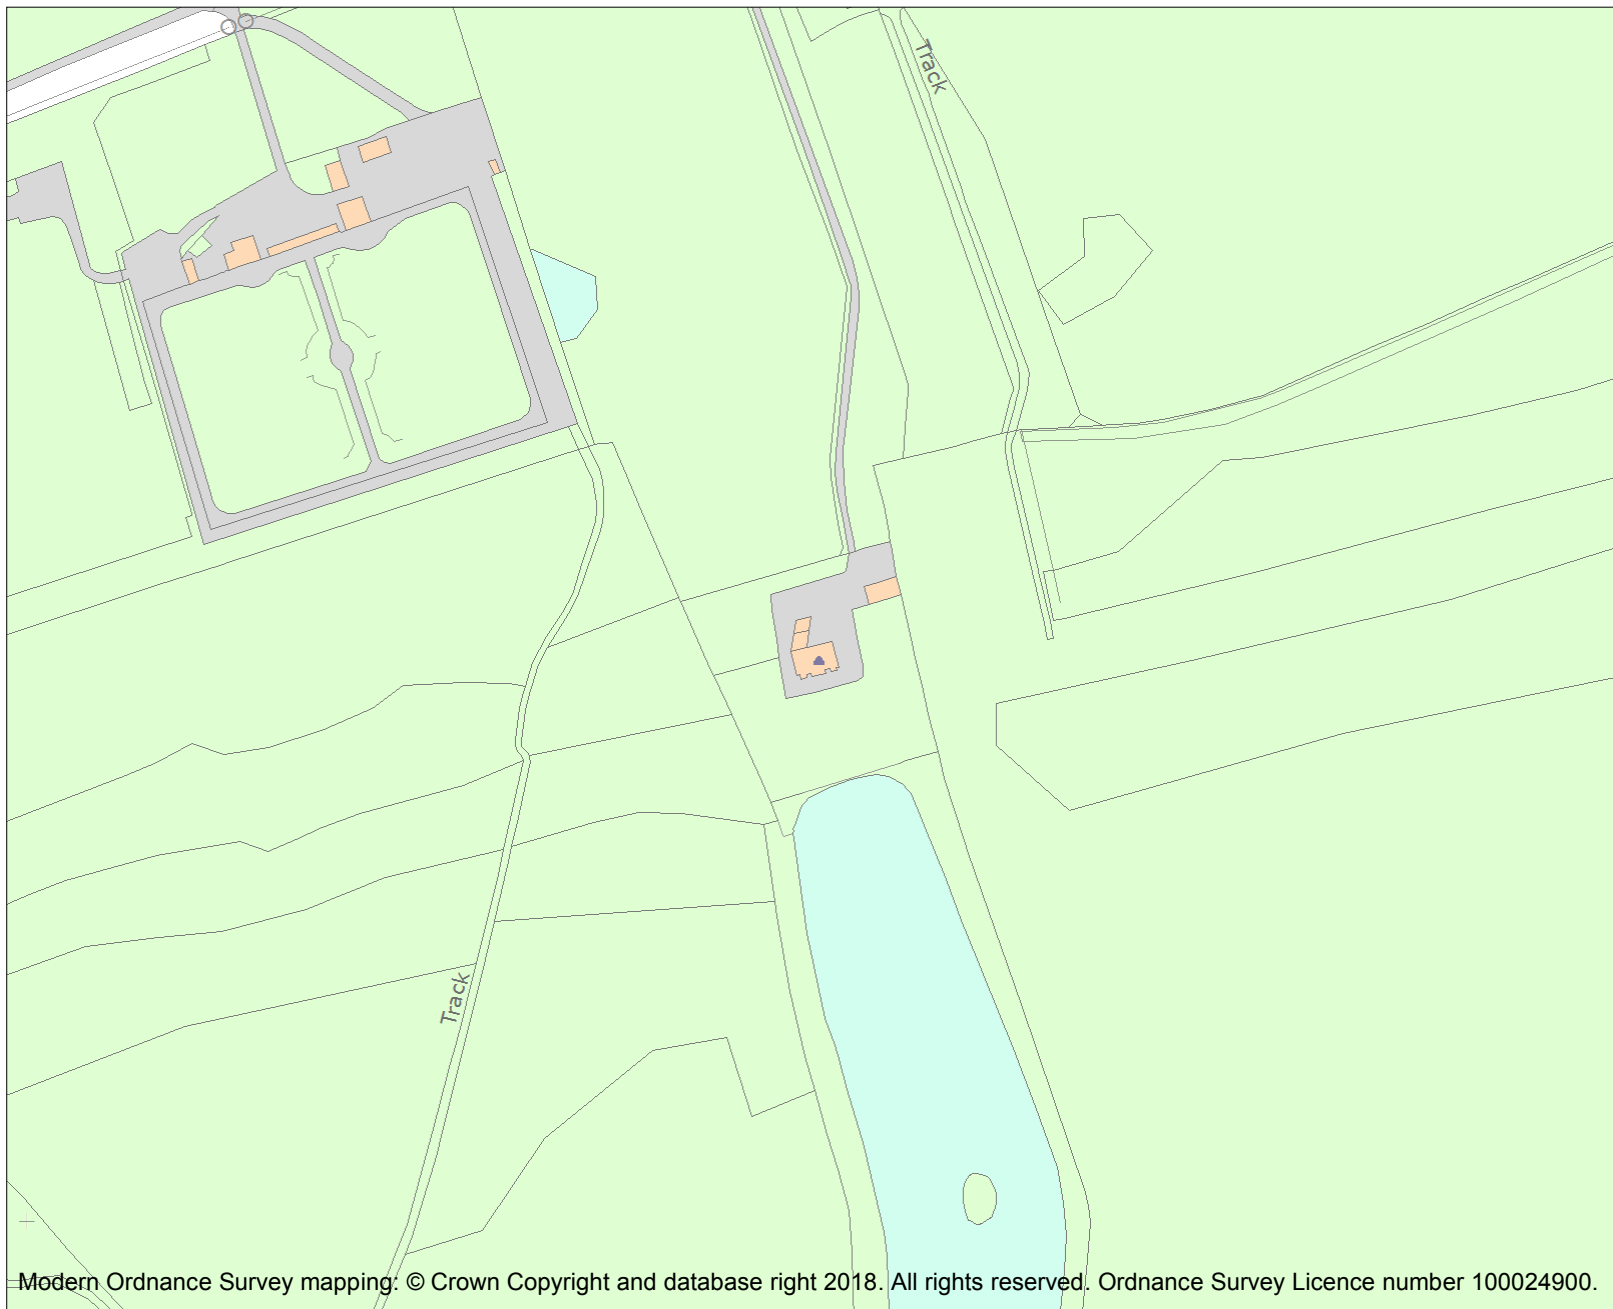 Track
Track
Modern Ordnance Survey mapping: © Crown Copyright and database right 2018. All rights reserved. Ordnance Survey Licence number 100024900.